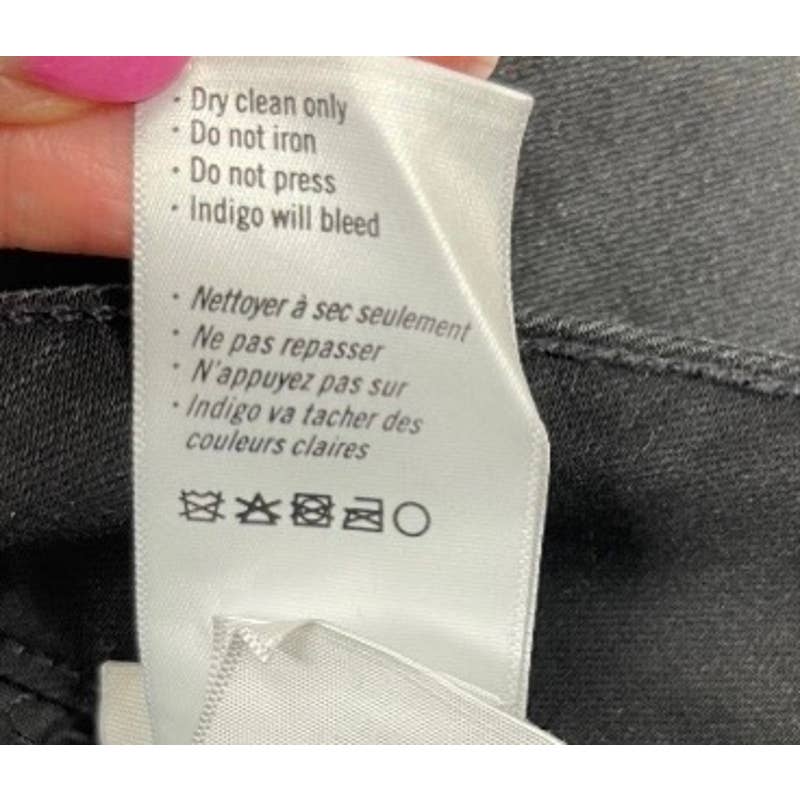 · Dry clean only
· Do not iron
· Do not press
· Indigo will bleed
· Nettoyer à sec seulement
· Ne pas repasser
· N'appuyez pas sur
· Indigo va tacher des
couleurs claires